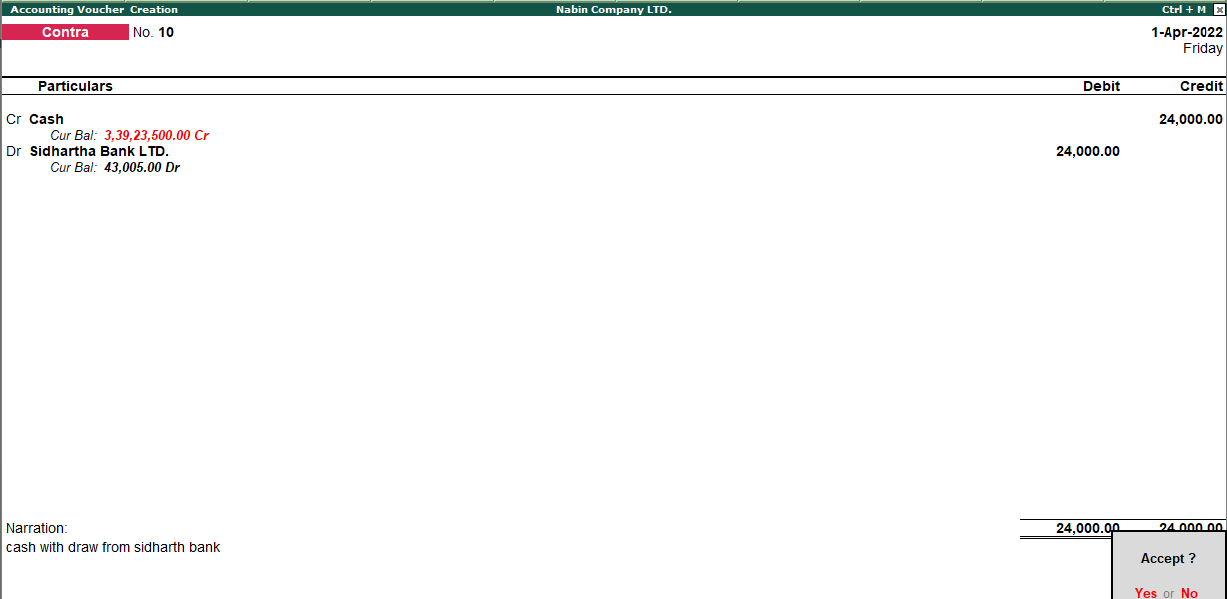 Accounting Voucher Creation Nabin Company LTD. Ctrl + M
Contra No. 10 1-Apr-2022
Friday
Particulars Debit Credit
Cr Cash 24,000.00
Cur Bal: 3,39,23,500.00 Cr
Dr Sidhartha Bank LTD. 24,000.00
Cur Bal: 43,005.00 Dr
Narration: 24,000.00 24,000.00
cash with draw from sidharth bank
Accept ?
Yes or No